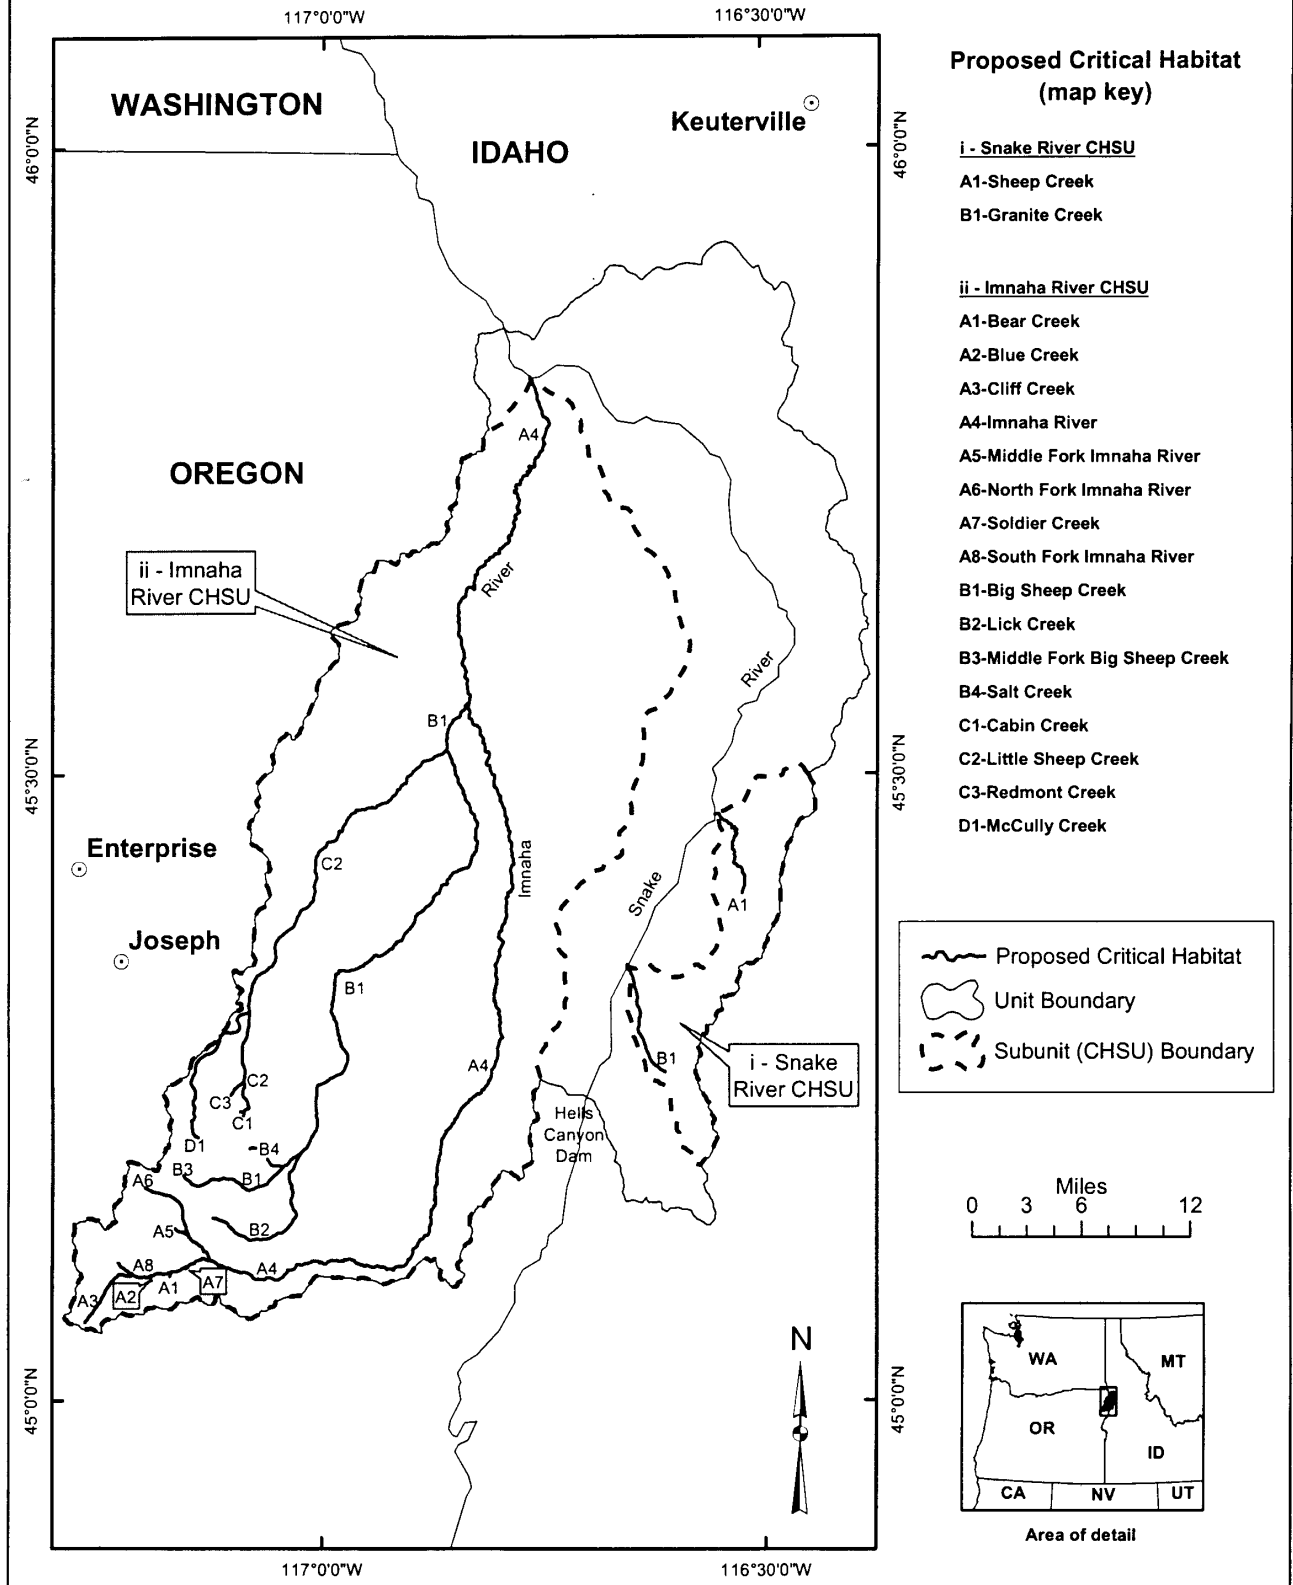 117°0'0"W
116°30'0"W
WASHINGTON
Keuterville
IDAHO
46°0'0"N
46°0'0"N
OREGON
A4
ii - Imnaha
River CHSU
River
River
B1
45°30'0"N
45°30'0"N
Enterprise
C2
Imnaha
Snake
A1
Joseph
B1
A4
B1
i - Snake
River CHSU
C2
C3
C1
Hells
Canyon
Dam
D1
B4
B3
B1
A6
A5
B2
A8
A4
A7
A1
A2
A3
N
45°0'0"N
45°0'0"N
117°0'0"W
116°30'0"W
Proposed Critical Habitat
(map key)
i - Snake River CHSU
A1-Sheep Creek
B1-Granite Creek
ii - Imnaha River CHSU
A1-Bear Creek
A2-Blue Creek
A3-Cliff Creek
A4-Imnaha River
A5-Middle Fork Imnaha River
A6-North Fork Imnaha River
A7-Soldier Creek
A8-South Fork Imnaha River
B1-Big Sheep Creek
B2-Lick Creek
B3-Middle Fork Big Sheep Creek
B4-Salt Creek
C1-Cabin Creek
C2-Little Sheep Creek
C3-Redmont Creek
D1-McCully Creek
Proposed Critical Habitat
Unit Boundary
Subunit (CHSU) Boundary
Miles
0 3 6 12
WA
MT
OR
ID
CA
NV
UT
Area of detail